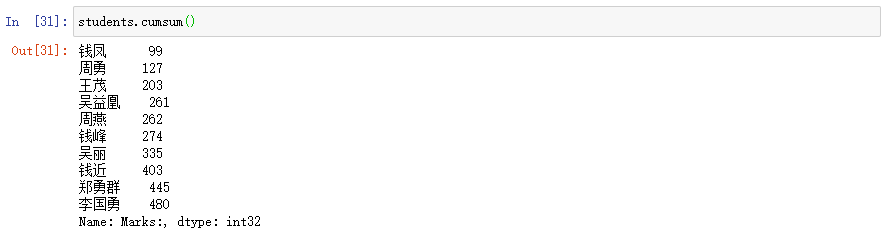 In [31]: students.cumsum()
Out[31]: 钱凤 99
周勇 127
王茂 203
吴益凰 261
周燕 262
钱峰 274
吴丽 335
钱近 403
郑勇群 445
李国勇 480
Name: Marks:, dtype: int32